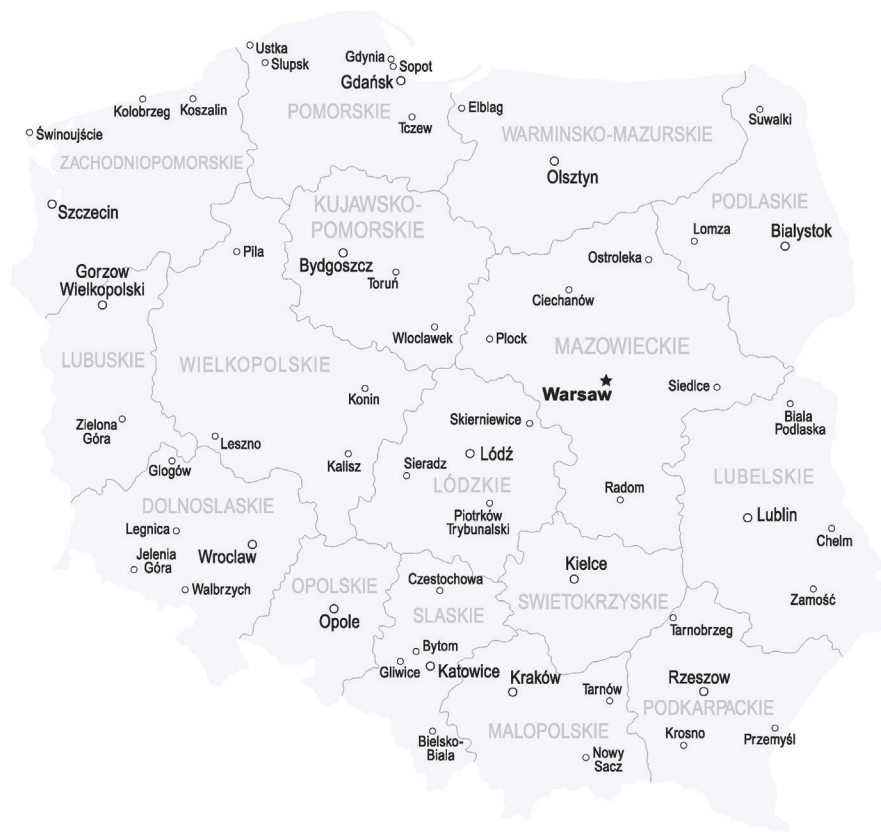 Ustka
Slupsk
Gdynia
Sopot
Gdańsk
POMORSKIE
Tczew
Kolobrzeg
Koszalin
Świnoujście
ZACHODNIOPOMORSKIE
Szczecin
Elblag
WARMINSKO-MAZURSKIE
Olsztyn
Suwalki
PODLASKIE
Lomza
Bialystok
KUJAWSKO-
POMORSKIE
Bydgoszcz
Toruń
Wloclawek
Pila
Gorzow
Wielkopolski
LUBUSKIE
Zielona
Góra
WIELKOPOLSKIE
Konin
Leszno
Kalisz
Ostroleka
Ciechanów
Plock
MAZOWIECKIE
Warsaw
Siedlce
Radom
Skierniewice
Lódź
Sieradz
LÓDZKIE
Piotrków
Trybunalski
Biala
Podlaska
LUBELSKIE
Lublin
Chelm
Zamość
Glogów
DOLNOSLASKIE
Legnica
Wroclaw
Jelenia
Góra
Walbrzych
OPOLSKIE
Opole
Czestochowa
SLASKIE
Bytom
Gliwice
Katowice
Bielsko-
Biala
Kielce
SWIETOKRZYSKIE
Kraków
Tarnów
MALOPOLSKIE
Nowy
Sacz
Tarnobrzeg
Rzeszow
PODKARPACKIE
Krosno
Przemyśl